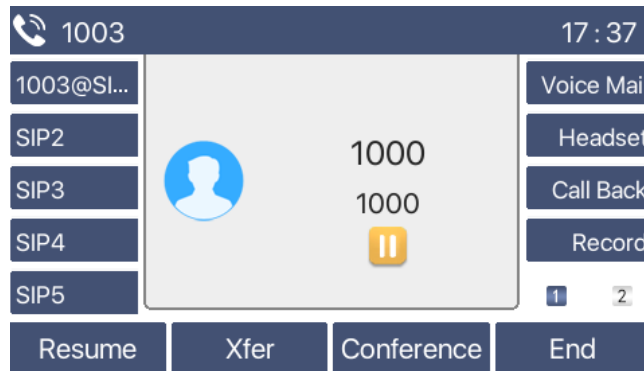 1003
17:37
1003@SI...
SIP2
SIP3
SIP4
SIP5
1000
1000
Voice Mai
Headset
Call Back
Record
1 2
Resume Xfer Conference End